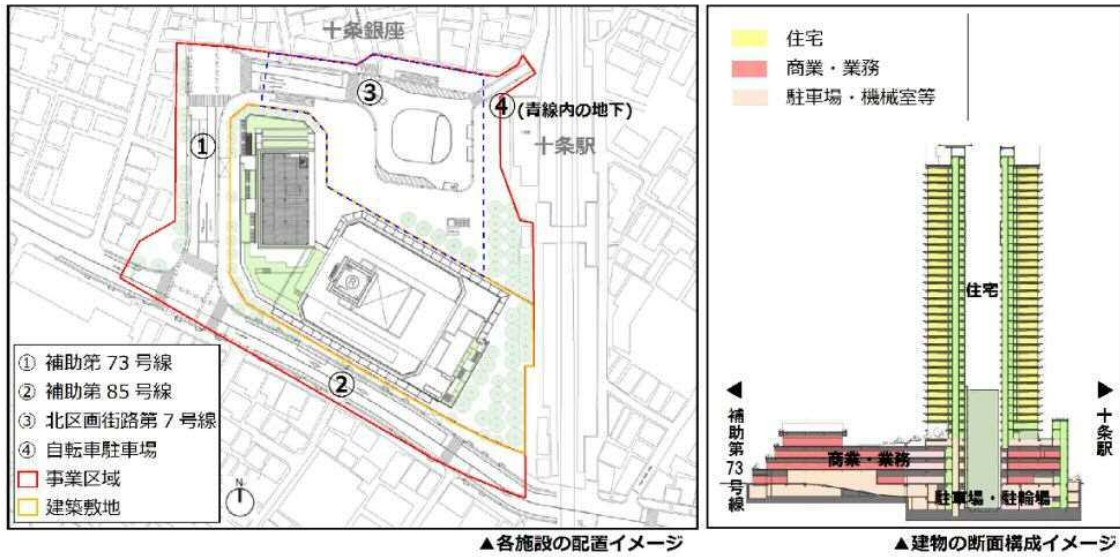 十条銀座
③
④(青線内の地下)
①
十条駅
②
① 補助第 73 号線
② 補助第 85 号線
③ 北区画街路第 7 号線
④ 自転車駐車場
事業区域
建築敷地
N
▲各施設の配置イメージ
住宅
商業・業務
駐車場・機械室等
住宅
補助第73号線
十条駅
商業・業務
駐車場・駐輪場
▲建物の断面構成イメージ